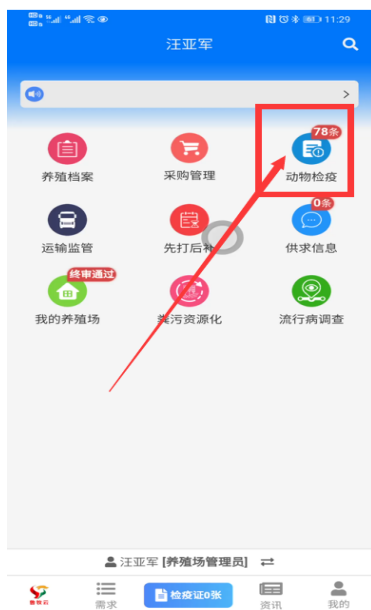 11:29
汪亚军
78条
养殖档案
采购管理
动物检疫
0条
运输监管
先打后补
供求信息
终审通过
我的养殖场
粪污资源化
流行病调查
汪亚军 [养殖场管理员]
需求
检疫证0张
资讯
我的